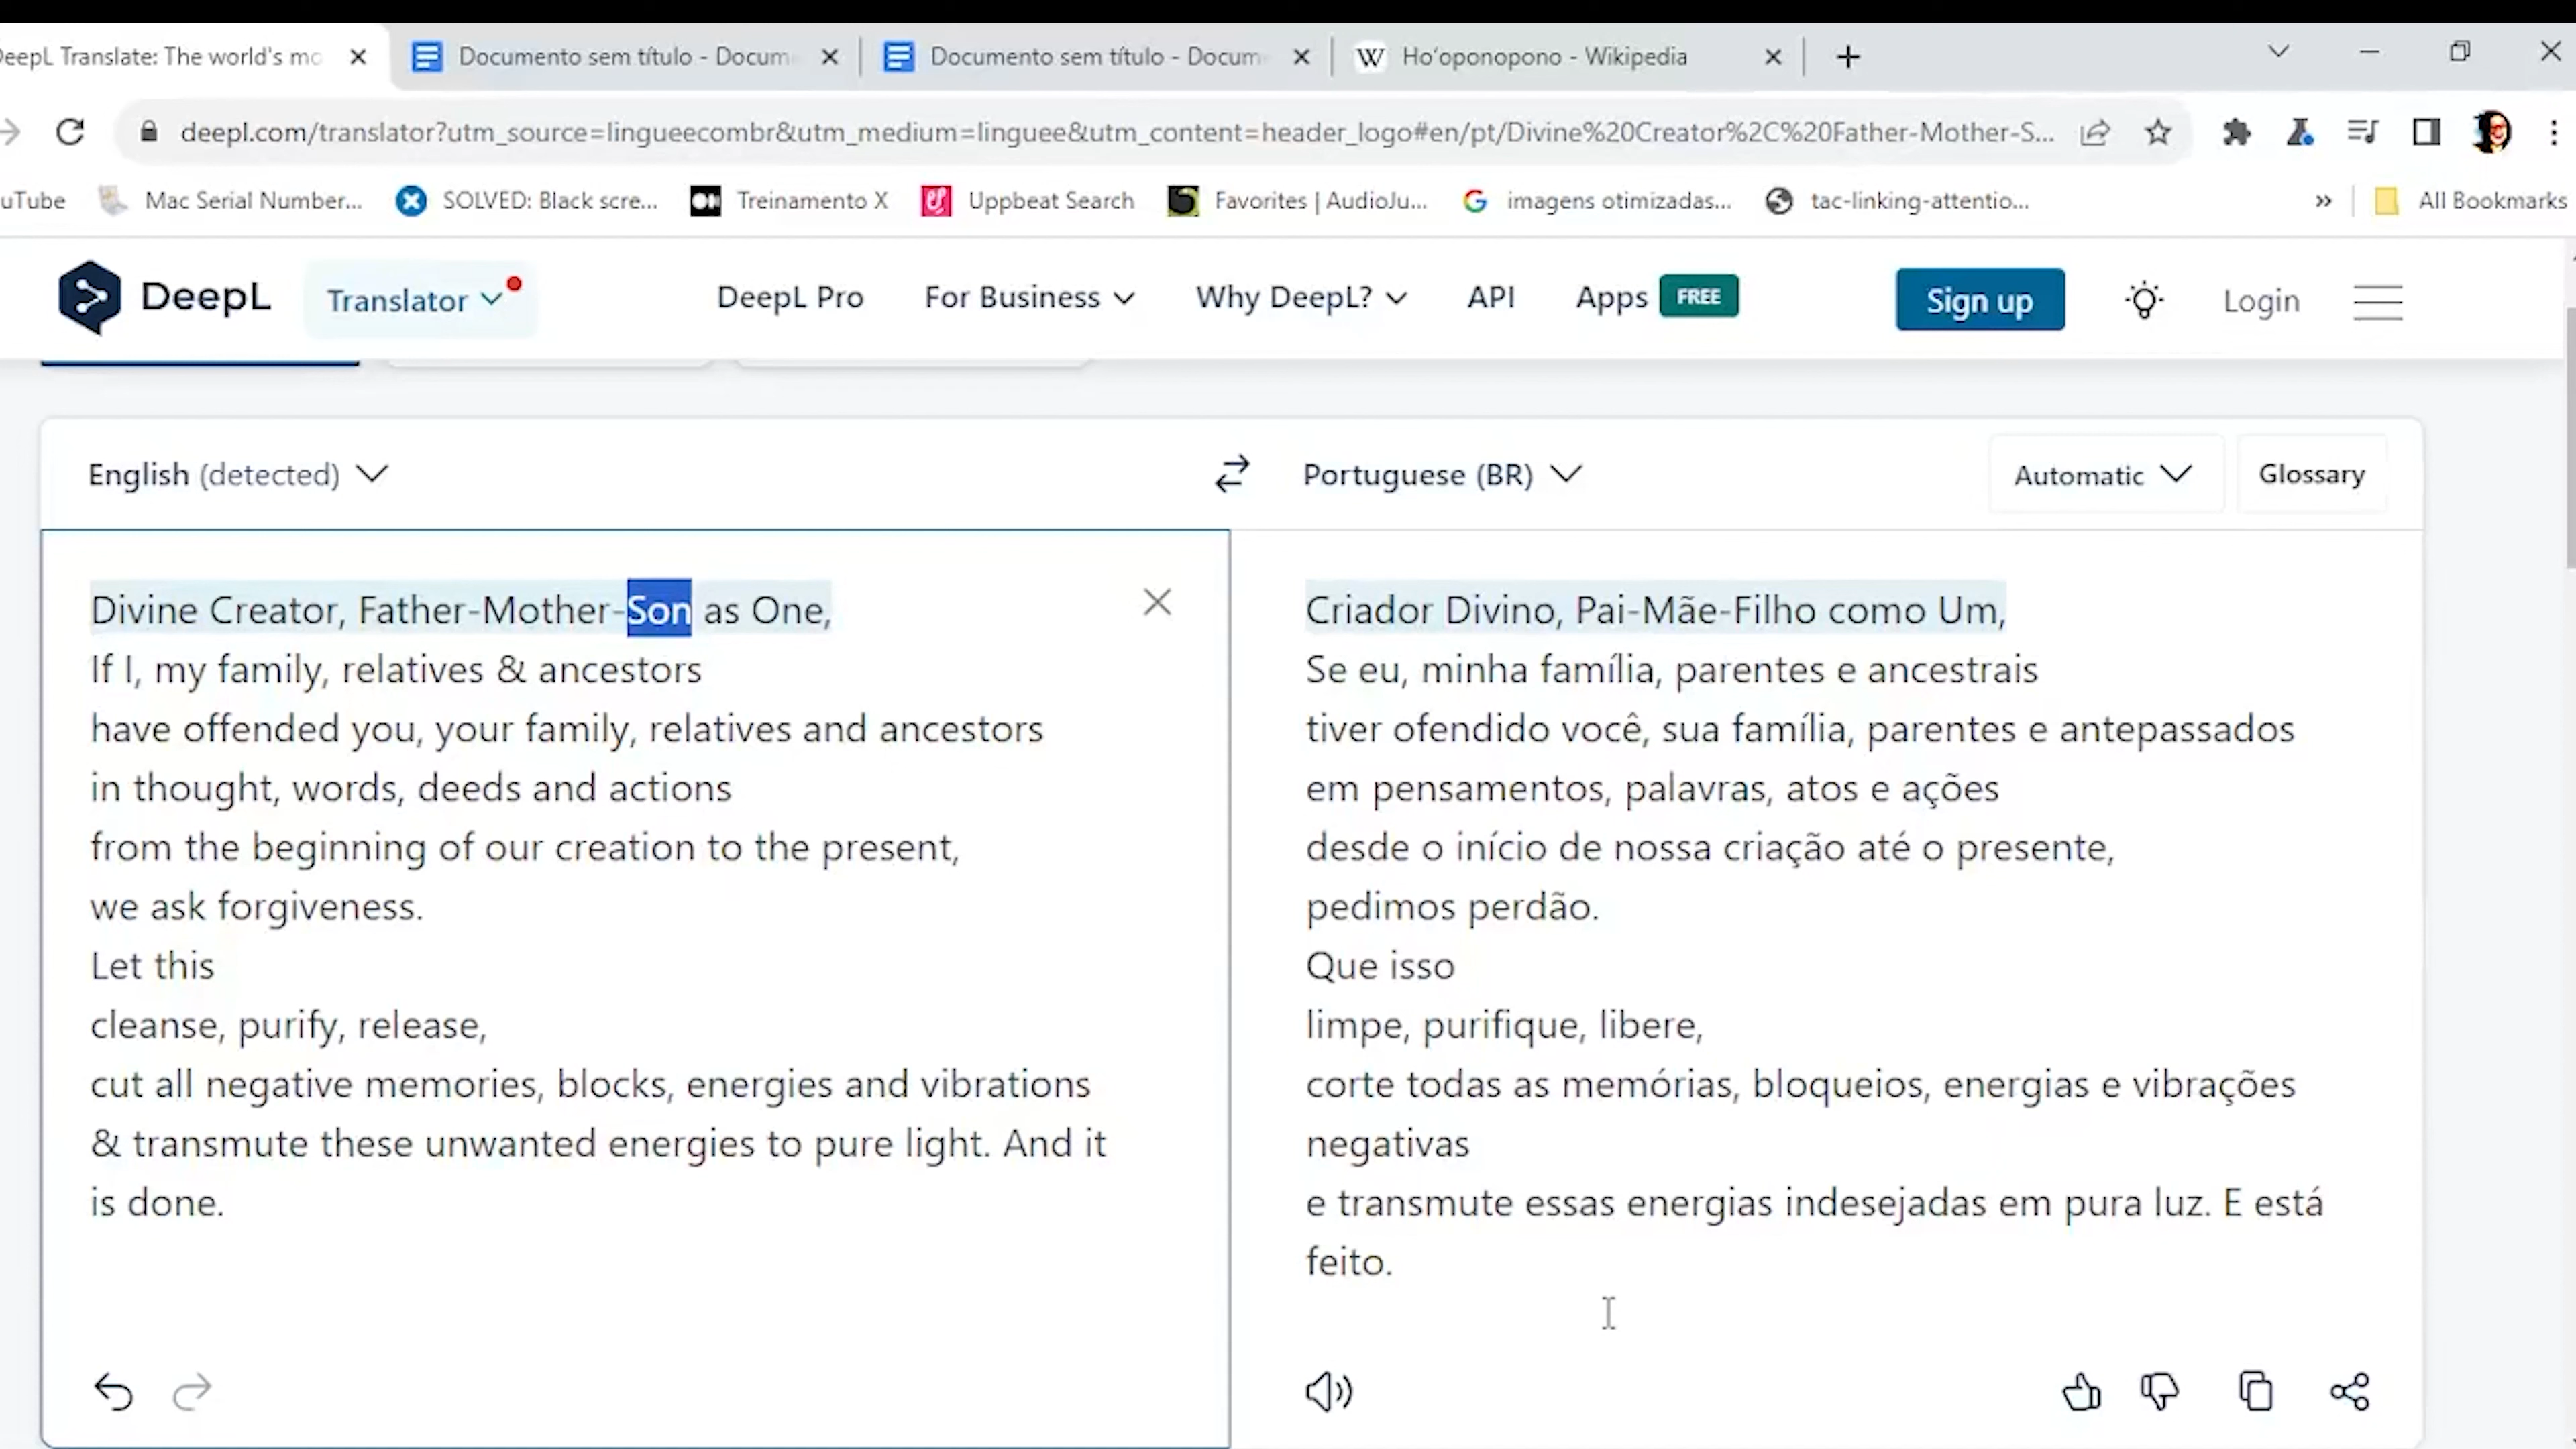 DeepL Translate: The world's mo
Documento sem título - Docum
Documento sem título - Docum
W Hoʻoponopono - Wikipedia
deepl.com/translator?utm_source=lingueecombr&utm_medium=linguee&utm_content=header_logo#en/pt/Divine%20Creator%2C%20Father-Mother-S...
uTube
Mac Serial Number...
SOLVED: Black scre...
Treinamento X
Uppbeat Search
Favorites | AudioJu...
imagens otimizadas...
tac-linking-attentio...
»
All Bookmarks
DeepL
Translator
DeepL Pro
For Business
Why DeepL?
API
Apps FREE
Sign up
Login
English (detected)
Portuguese (BR)
Automatic
Glossary
Divine Creator, Father-Mother-Son as One,
If I, my family, relatives & ancestors
have offended you, your family, relatives and ancestors
in thought, words, deeds and actions
from the beginning of our creation to the present,
we ask forgiveness.
Let this
cleanse, purify, release,
cut all negative memories, blocks, energies and vibrations
& transmute these unwanted energies to pure light. And it
is done.
Criador Divino, Pai-Mãe-Filho como Um,
Se eu, minha família, parentes e ancestrais
tiver ofendido você, sua família, parentes e antepassados
em pensamentos, palavras, atos e ações
desde o início de nossa criação até o presente,
pedimos perdão.
Que isso
limpe, purifique, libere,
corte todas as memórias, bloqueios, energias e vibrações
negativas
e transmute essas energias indesejadas em pura luz. E está
feito.